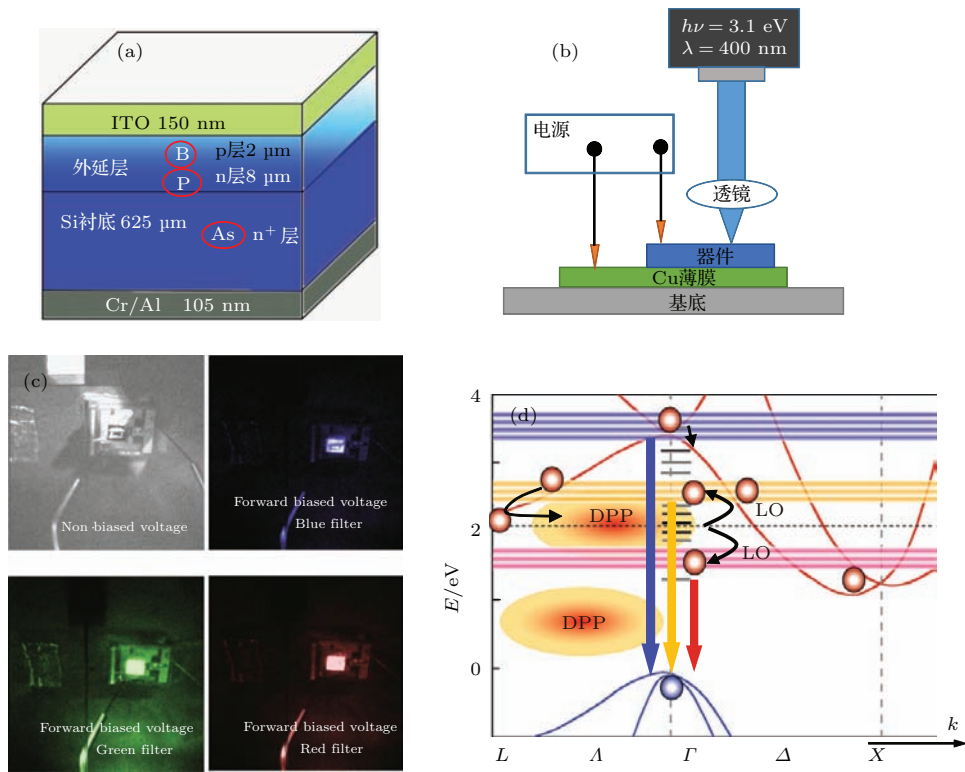 (a)
ITO 150 nm
外延层
B
p层2 µm
P
n层8 µm
Si衬底 625 µm
As
n⁺ 层
Cr/Al 105 nm
(b)
hν = 3.1 eV
λ = 400 nm
电源
透镜
器件
Cu薄膜
基底
(c)
Non biased voltage
Forward biased voltage
Blue filter
Forward biased voltage
Green filter
Forward biased voltage
Red filter
(d)
E/eV
4
3
2
1
0
DPP
LO
LO
DPP
k
L
Λ
Γ
Δ
X